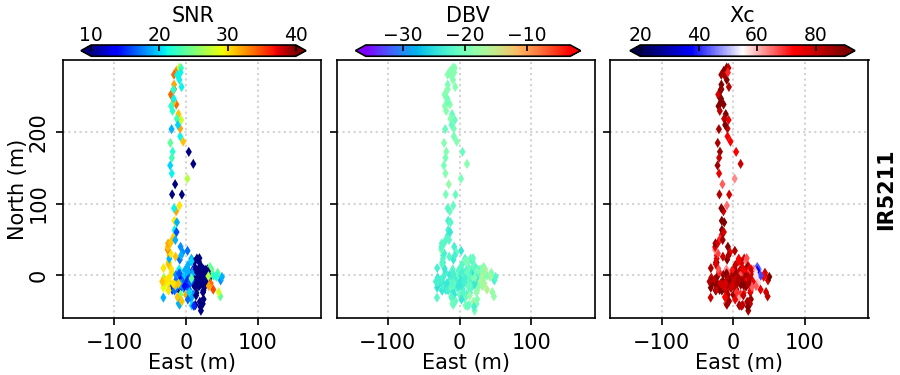 SNR DBV Xc
10 20 30 40 −30 −20 −10 20 40 60 80
North (m)
200
100
0
−100 0 100 −100 0 100 −100 0 100
East (m) East (m) East (m)
IR5211